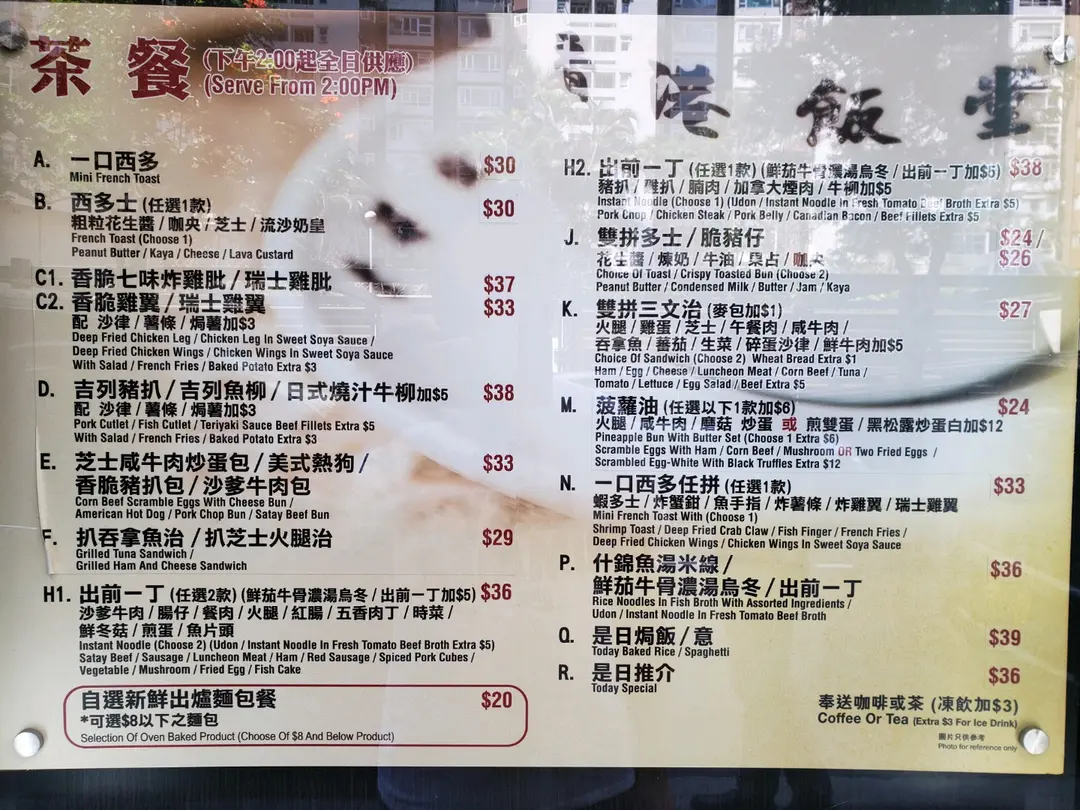 茶餐 (下午2:00起全日供應)
(Serve From 2:00PM)
A. 一口西多 $30
Mini French Toast
B. 西多士 (任選1款) $30
粗粒花生醬 / 咖央 / 芝士 / 流沙奶皇
French Toast (Choose 1)
Peanut Butter / Kaya / Cheese / Lava Custard
C1. 香脆七味炸雞肶 / 瑞士雞肶 $37
C2. 香脆雞翼 / 瑞士雞翼 $33
配 沙律 / 薯條 / 焗薯加$3
Deep Fried Chicken Leg / Chicken Leg In Sweet Soya Sauce /
Deep Fried Chicken Wings / Chicken Wings In Sweet Soya Sauce
With Salad / French Fries / Baked Potato Extra $3
D. 吉列豬扒 / 吉列魚柳 / 日式燒汁牛柳加$5 $38
配 沙律 / 薯條 / 焗薯加$3
Pork Cutlet / Fish Cutlet / Teriyaki Sauce Beef Fillets Extra $5
With Salad / French Fries / Baked Potato Extra $3
E. 芝士咸牛肉炒蛋包 / 美式熱狗 / $33
香脆豬扒包 / 沙爹牛肉包
Corn Beef Scramble Eggs With Cheese Bun /
American Hot Dog / Pork Chop Bun / Satay Beef Bun
F. 扒吞拿魚治 / 扒芝士火腿治 $29
Grilled Tuna Sandwich /
Grilled Ham And Cheese Sandwich
H1. 出前一丁 (任選2款) (鮮茄牛骨濃湯烏冬 / 出前一丁加$5) $36
沙爹牛肉 / 腸仔 / 餐肉 / 火腿 / 紅腸 / 五香肉丁 / 時菜 /
鮮冬菇 / 煎蛋 / 魚片頭
Instant Noodle (Choose 2) (Udon / Instant Noodle In Fresh Tomato Beef Broth Extra $5)
Satay Beef / Sausage / Luncheon Meat / Ham / Red Sausage / Spiced Pork Cubes /
Vegetable / Mushroom / Fried Egg / Fish Cake
自選新鮮出爐麵包餐 $20
*可選$8以下之麵包
Selection Of Oven Baked Product (Choose Of $8 And Below Product)
港飯堂
H2. 出前一丁 (任選1款) (鮮茄牛骨濃湯烏冬 / 出前一丁加$5) $38
豬扒 / 雞扒 / 腩肉 / 加拿大煙肉 / 牛柳加$5
Instant Noodle (Choose 1) (Udon / Instant Noodle In Fresh Tomato Beef Broth Extra $5)
Pork Chop / Chicken Steak / Pork Belly / Canadian Bacon / Beef Fillets Extra $5
J. 雙拼多士 / 脆豬仔 $24 /
花生醬 / 煉奶 / 牛油 / 果占 / 咖央 $26
Choice Of Toast / Crispy Toasted Bun (Choose 2)
Peanut Butter / Condensed Milk / Butter / Jam / Kaya
K. 雙拼三文治 (麥包加$1) $27
火腿 / 雞蛋 / 芝士 / 午餐肉 / 咸牛肉 /
吞拿魚 / 蕃茄 / 生菜 / 碎蛋沙律 / 鮮牛肉加$5
Choice Of Sandwich (Choose 2) Wheat Bread Extra $1
Ham / Egg / Cheese / Luncheon Meat / Corn Beef / Tuna /
Tomato / Lettuce / Egg Salad / Beef Extra $5
M. 菠蘿油 (任選以下1款加$6) $24
火腿 / 咸牛肉 / 磨菇 炒蛋 或 煎雙蛋 / 黑松露炒蛋白加$12
Pineapple Bun With Butter Set (Choose 1 Extra $6)
Scramble Eggs With Ham / Corn Beef / Mushroom OR Two Fried Eggs /
Scrambled Egg-White With Black Truffles Extra $12
N. 一口西多任拼 (任選1款) $33
蝦多士 / 炸蟹鉗 / 魚手指 / 炸薯條 / 炸雞翼 / 瑞士雞翼
Mini French Toast With (Choose 1)
Shrimp Toast / Deep Fried Crab Claw / Fish Finger / French Fries /
Deep Fried Chicken Wings / Chicken Wings In Sweet Soya Sauce
P. 什錦魚湯米線 / $36
鮮茄牛骨濃湯烏冬 / 出前一丁
Rice Noodles In Fish Broth With Assorted Ingredients /
Udon / Instant Noodle In Fresh Tomato Beef Broth
Q. 是日焗飯 / 意 $39
Today Baked Rice / Spaghetti
R. 是日推介 $36
Today Special
奉送咖啡或茶 (凍飲加$3)
Coffee Or Tea (Extra $3 For Ice Drink)
圖片只供參考
Photo for reference only